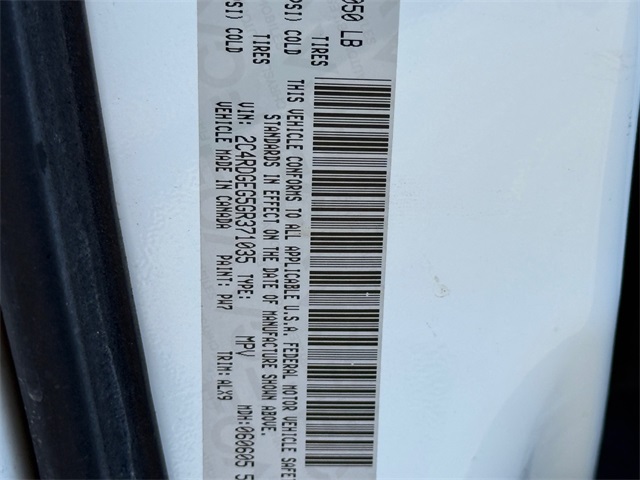 050 LB
TIRES
PSI) COLD
TIRES
PSI) COLD
THIS VEHICLE CONFORMS TO ALL APPLICABLE U.S.A. FEDERAL MOTOR VEHICLE SAFE
STANDARDS IN EFFECT ON THE DATE OF MANUFACTURE SHOWN ABOVE.
VIN: 2C4RDGEG5GR371035 TYPE: MPV MDH:060605 5
VEHICLE MADE IN CANADA PAINT: PW7 TRIM:ALX9